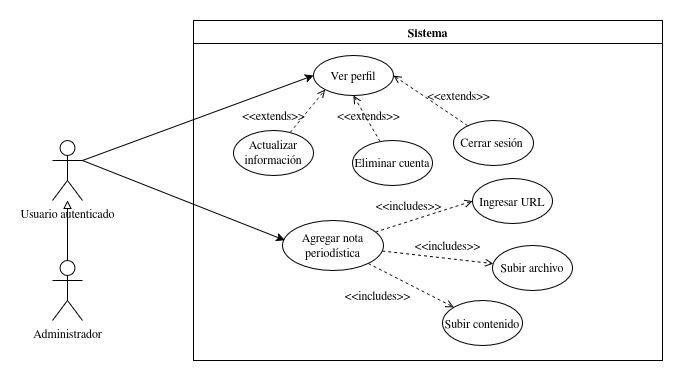 Sistema
Ver perfil
<<extends>>
<<extends>>
<<extends>>
Actualizar
información
Eliminar cuenta
Cerrar sesión
Usuario autenticado
<<includes>>
Ingresar URL
Agregar nota
periodística
<<includes>>
Subir archivo
<<includes>>
Subir contenido
Administrador